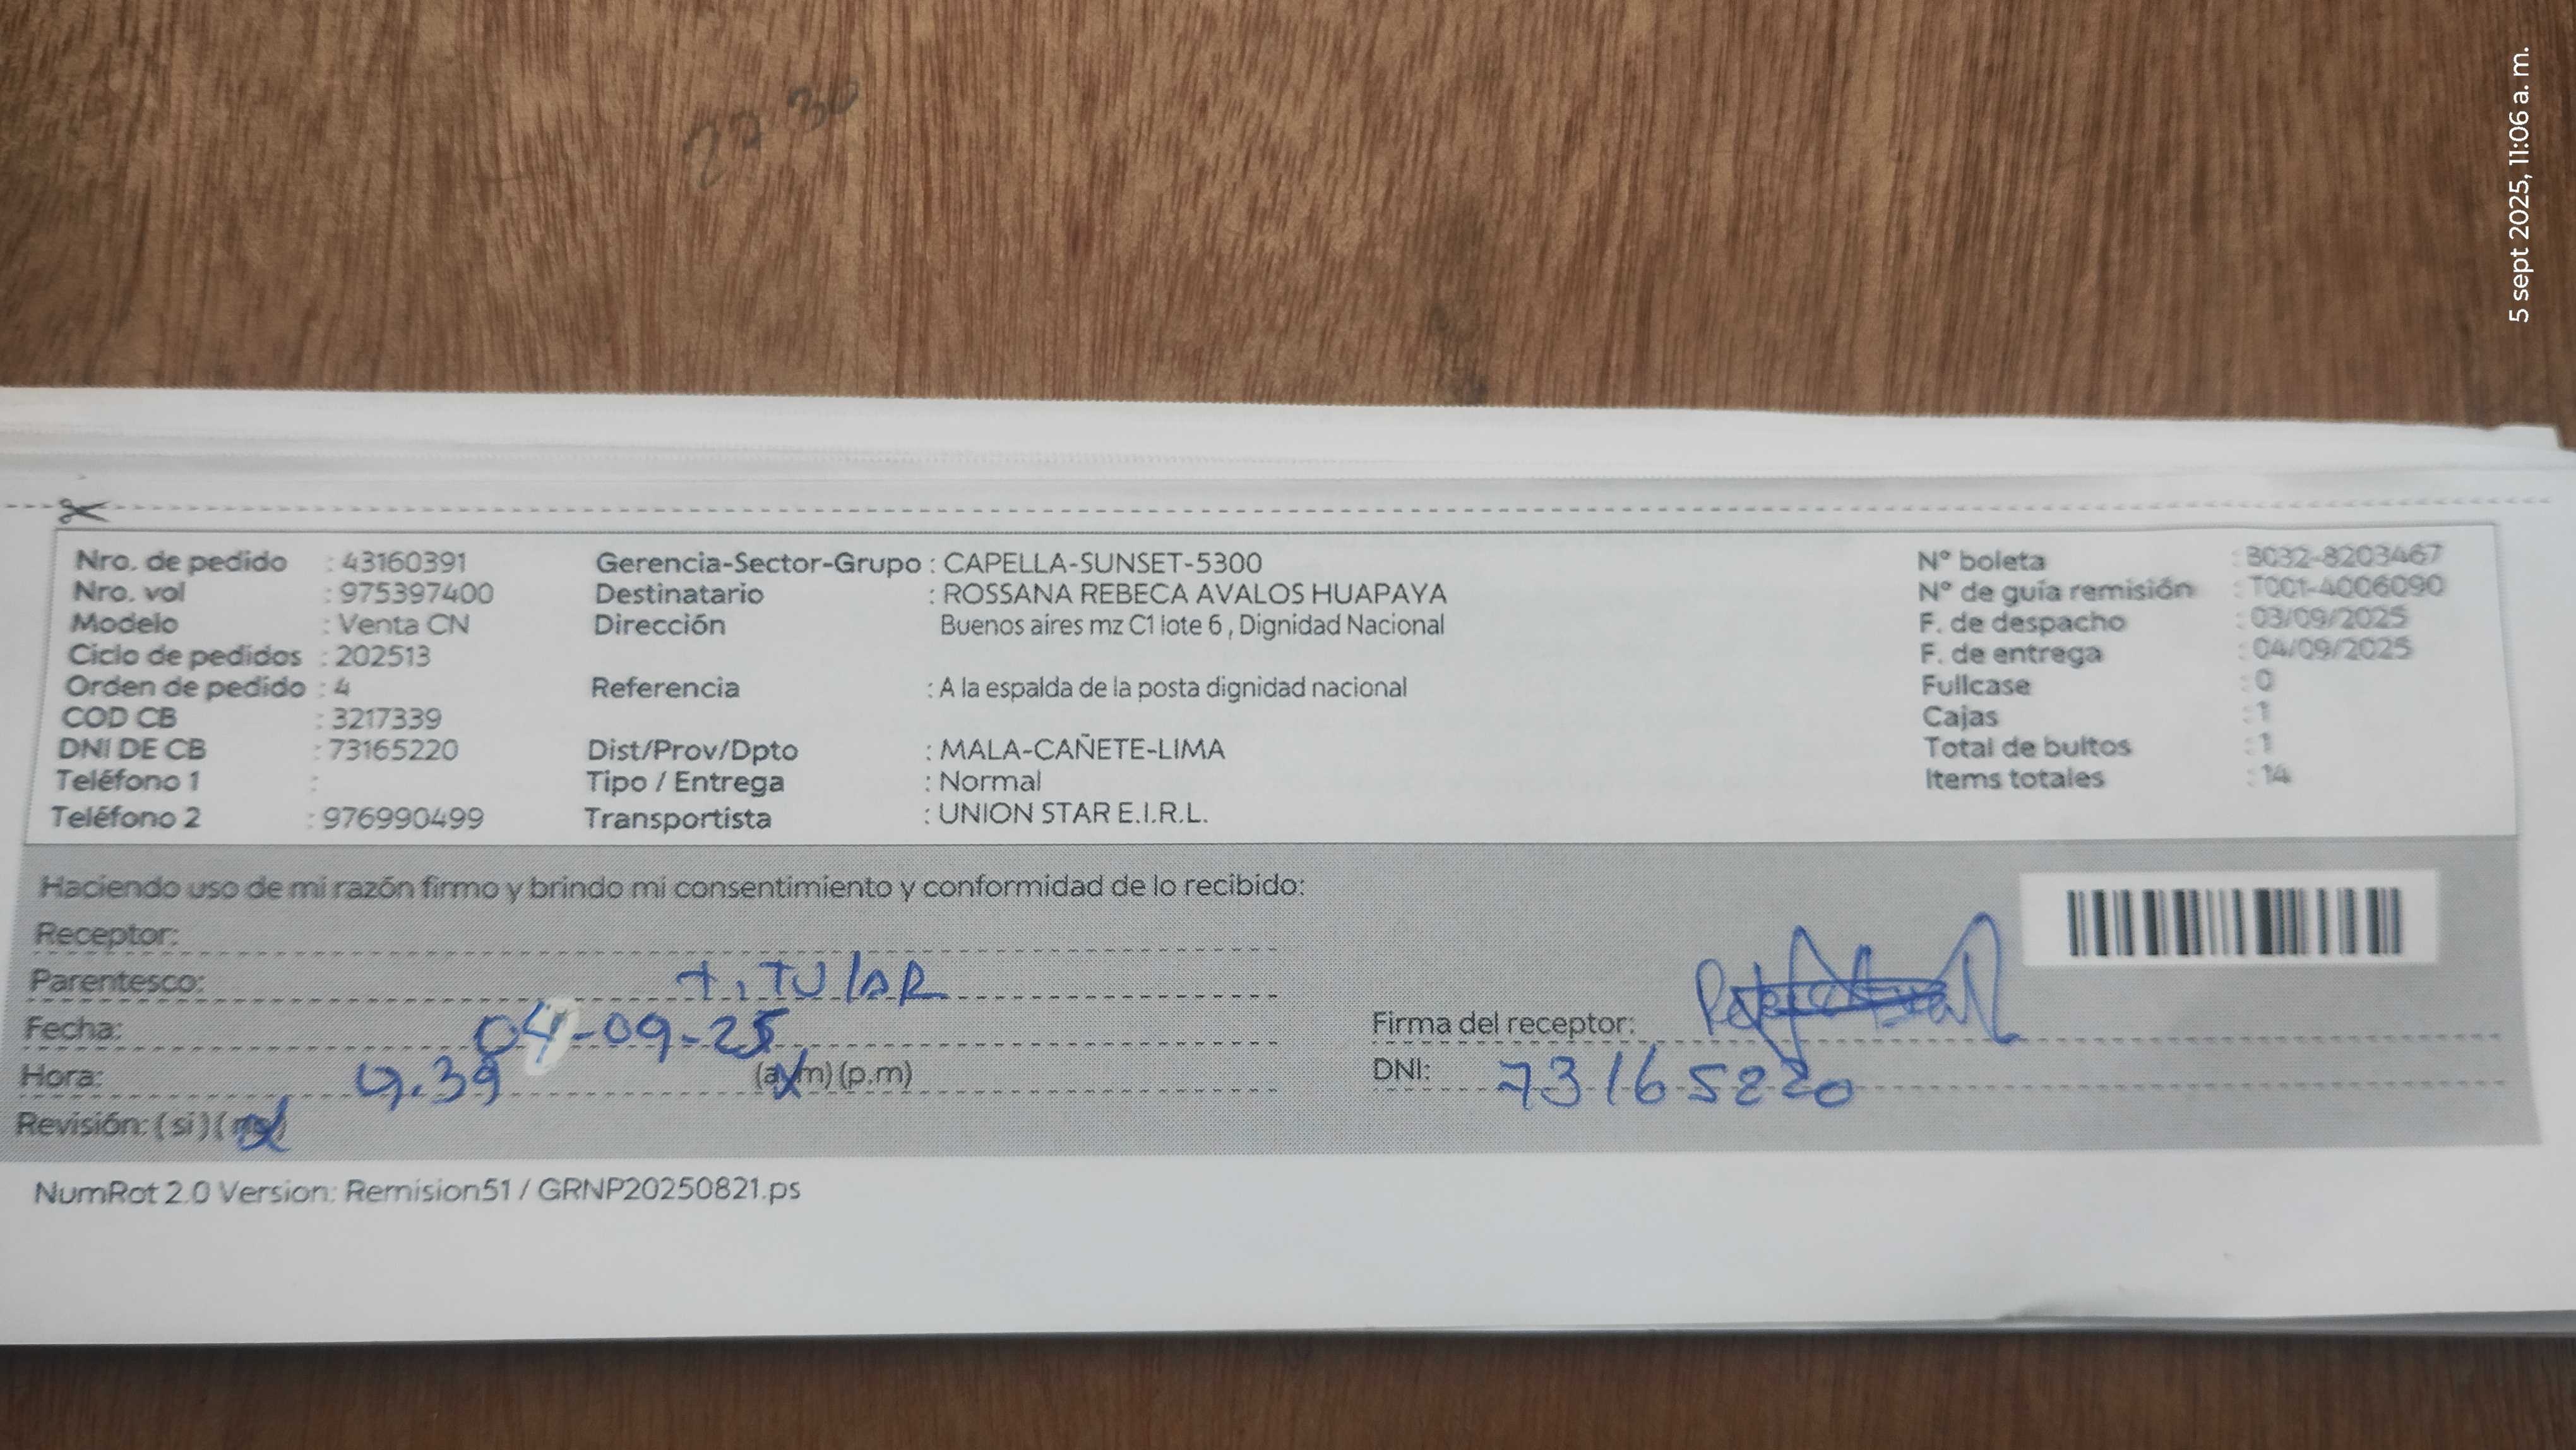 5 sept 2025, 11:06 a. m.
Nro. de pedido : 43160391 Gerencia-Sector-Grupo : CAPELLA-SUNSET-5300 Nº boleta : B032-8203467
Nro. vol : 975397400 Destinatario : ROSSANA REBECA AVALOS HUAPAYA Nº de guía remisión : T001-4006090
Modelo : Venta CN Dirección Buenos aires mz C1 lote 6 , Dignidad Nacional F. de despacho : 03/09/2025
Ciclo de pedidos : 202513 F. de entrega : 04/09/2025
Orden de pedido : 4 Referencia : A la espalda de la posta dignidad nacional Fullcase : 0
COD CB : 3217339 Cajas : 1
DNI DE CB : 73165220 Dist/Prov/Dpto : MALA-CAÑETE-LIMA Total de bultos : 1
Teléfono 1 : Tipo / Entrega : Normal Items totales : 14
Teléfono 2 : 976990499 Transportista : UNION STAR E.I.R.L.
Haciendo uso de mi razón firmo y brindo mi consentimiento y conformidad de lo recibido:
Receptor:
Parentesco: TiTUlAR
Fecha: 04-09-25 Firma del receptor:
Hora: 9.39 (a.m) (p.m) DNI: 73165220
Revisión: ( si ) ( no )
NumRot 2.0 Version: Remision51 / GRNP20250821.ps